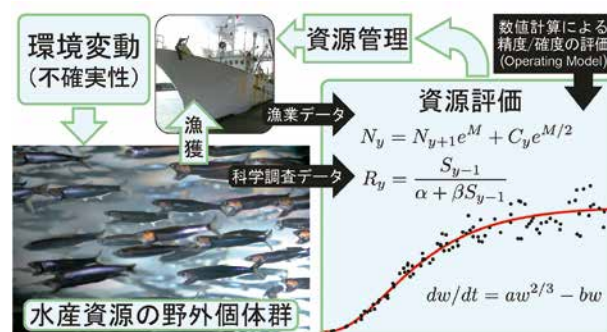 環境変動
(不確実性)
資源管理
数値計算による
精度/確度の評価
(Operating Model)
漁獲
漁業データ
科学調査データ
資源評価
N_y = N_{y+1}e^M + C_ye^{M/2}
R_y = \frac{S_{y-1}}{α + βS_{y-1}}
dw/dt = aw^{2/3} − bw
水産資源の野外個体群